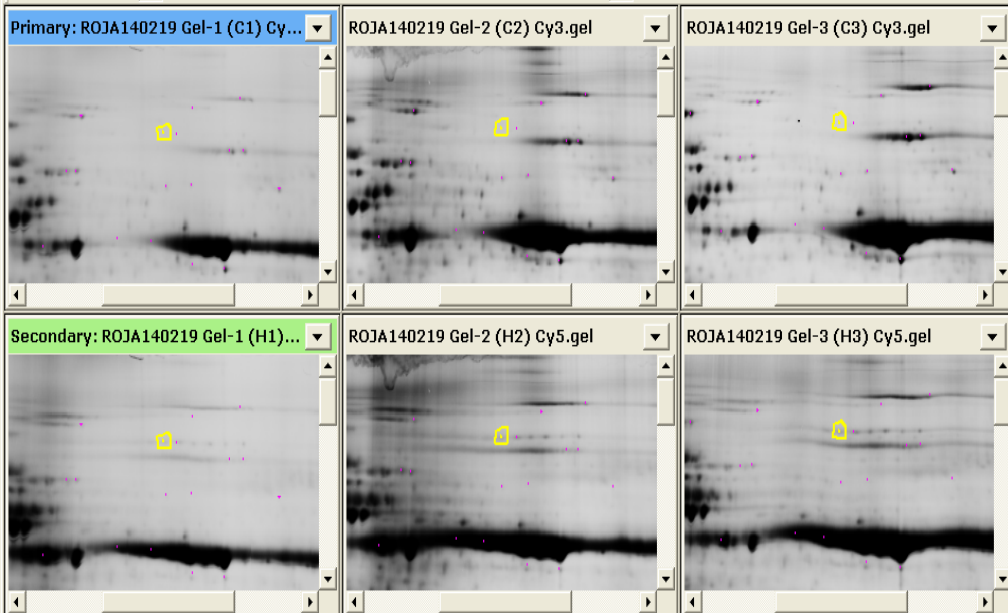 Primary: ROJA140219 Gel-1 (C1) Cy...
ROJA140219 Gel-2 (C2) Cy3.gel
ROJA140219 Gel-3 (C3) Cy3.gel
Secondary: ROJA140219 Gel-1 (H1)...
ROJA140219 Gel-2 (H2) Cy5.gel
ROJA140219 Gel-3 (H3) Cy5.gel